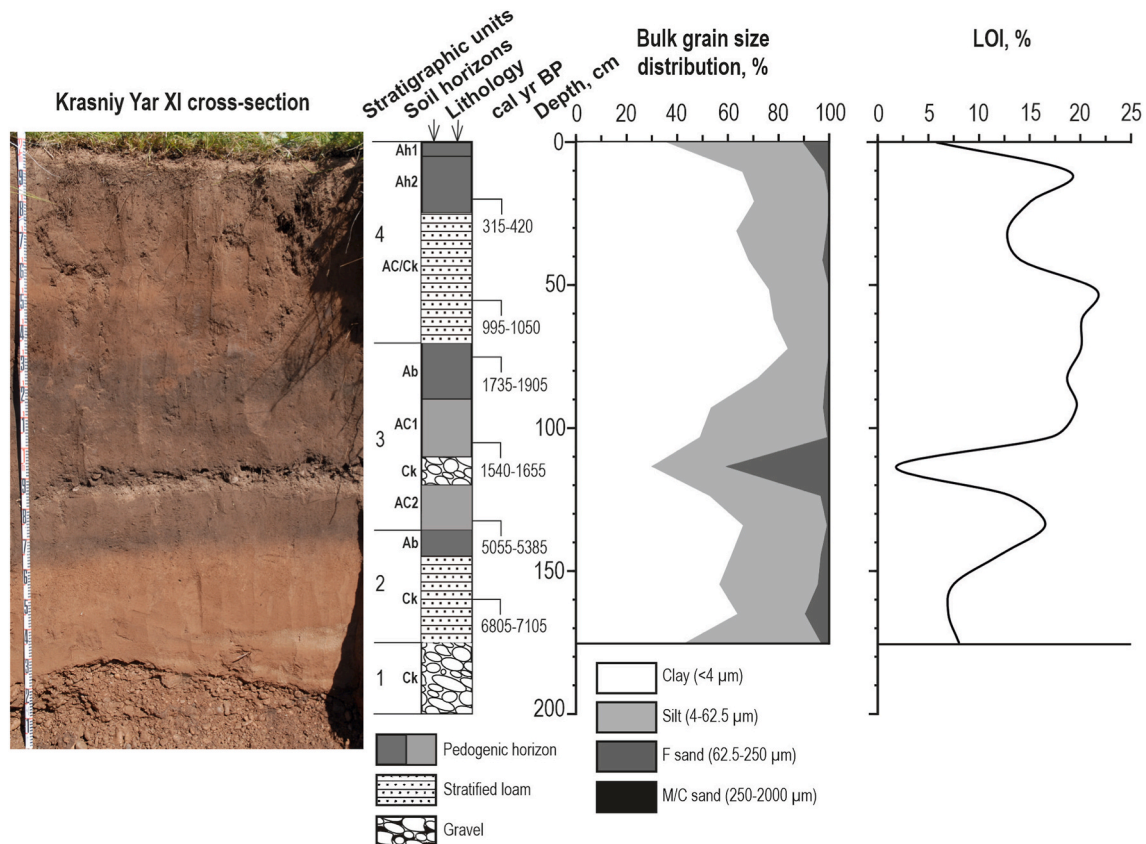 Krasniy Yar XI cross-section
Stratigraphic units
Soil horizons
Lithology
cal yr BP
Depth, cm
Bulk grain size
distribution, %
LOI, %
0 20 40 60 80 100
0 5 10 15 20 25
0
50
100
150
200
4
3
2
1
Ah1
Ah2
AC/Ck
Ab
AC1
Ck
AC2
Ab
Ck
Ck
315-420
995-1050
1735-1905
1540-1655
5055-5385
6805-7105
Pedogenic horizon
Stratified loam
Gravel
Clay (<4 µm)
Silt (4-62.5 µm)
F sand (62.5-250 µm)
M/C sand (250-2000 µm)